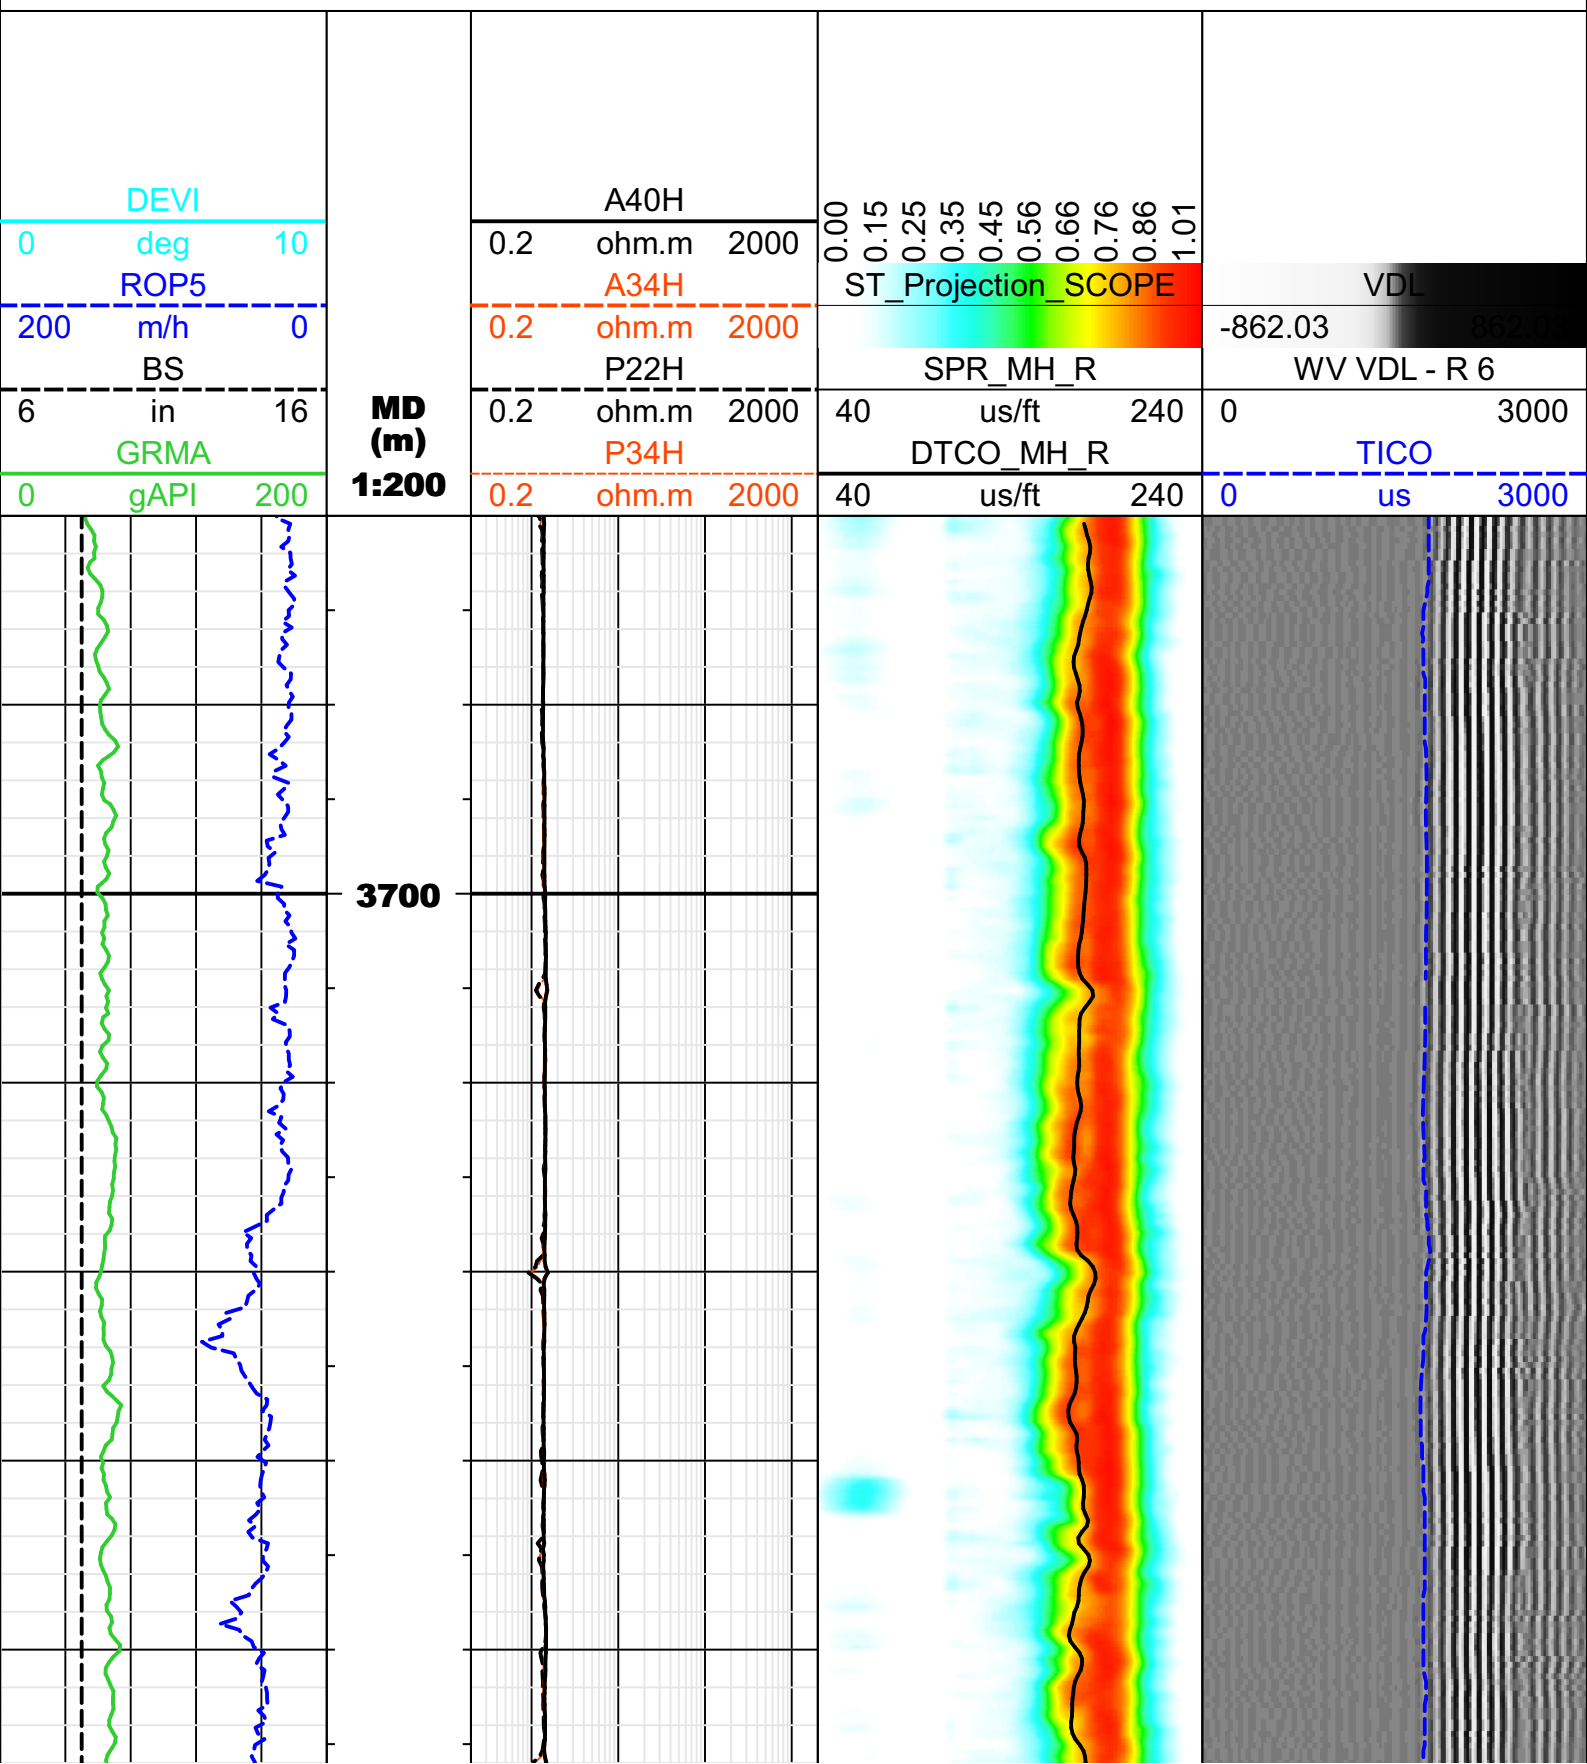 DEVI
0 deg 10
ROP5
200 m/h 0
BS
6 in 16
GRMA
0 gAPI 200
MD
(m)
1:200
3700
A40H
0.2 ohm.m 2000
A34H
0.2 ohm.m 2000
P22H
0.2 ohm.m 2000
P34H
0.2 ohm.m 2000
0.00 0.15 0.25 0.35 0.45 0.56 0.66 0.76 0.86 1.01
ST_Projection_SCOPE
SPR_MH_R
40 us/ft 240
DTCO_MH_R
40 us/ft 240
VDL
-862.03 862.03
WV VDL - R 6
0 3000
TICO
0 us 3000